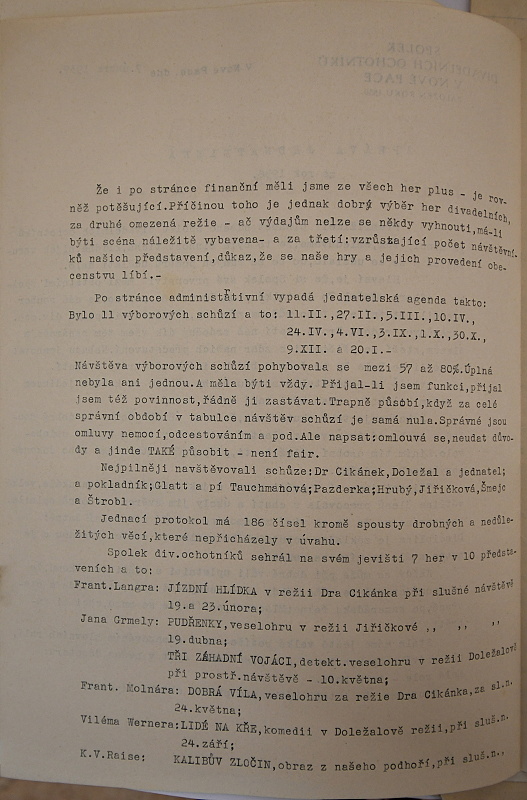 Že i po stránce finanční měli jsme ze všech her plus - je rov-
něž potěšující.Příčinou toho je jednak dobrý výběr her divadelních,
za druhé omezená režie - ač výdajům nelze se někdy vyhnouti,má-li
býti scéna náležitě vybavena- a za třetí:vzrůstající počet návštěvní-
ků našich představení,důkaz,že se naše hry a jejich provedení obe-
censtvu líbí.-
Po stránce administrativní vypadá jednatelská agenda takto:
Bylo 11 výborových schůzí a to: 11.II.,27.II.,5.III.,10.IV.,
24.IV.,4.VI.,3.IX.,1.X.,30.X.,
9.XII. a 20.I.-
Návštěva výborových schůzí pohybovala se mezi 57 až 80%.Úplná
nebyla ani jednou.A měla býti vždy. Přijal-li jsem funkci,přijal
jsem též povinnost,řádně ji zastávat.Trapně působí,když za celé
správní období v tabulce návštěv schůzí je samá nula.Správné jsou
omluvy nemocí,odcestováním a pod.Ale napsat:omlouvá se,neudat důvo-
dy a jinde TAKÉ působit - není fair.
Nejpilněji navštěvovali schůze:Dr Cikánek,Doležal a jednatel;
a pokladník;Glatt a pí Tauchmanová;Pazderka;Hrubý,Jiřičková,Šmejc
a Štrobl.
Jednací protokol má 186 čísel kromě spousty drobných a nedůle-
žitých věcí,které nepřicházely v úvahu.
Spolek div.ochotníků sehrál na svém jevišti 7 her v 10 předsta-
veních a to:
Frant.Langra: JÍZDNÍ HLÍDKA v režii Dra Cikánka při slušné návštěvě
19.a 23.února;
Jana Grmely: PUDŘENKY,veselohru v režii Jiřičkové ,, ,, ,,
19.dubna;
TŘI ZÁHADNÍ VOJÁCI,detekt.veselohru v režii Doležalově
při prostř.návštěvě - 10.května;
Frant. Molnára: DOBRÁ VÍLA,veselohru za režie Dra Cikánka,za sl.n.
24.května;
Viléma Wernera:LIDÉ NA KŘE,komedii v Doležalově režii,při sluš.n.
24.září;
K.V.Raise: KALIBŮV ZLOČIN,obraz z našeho podhoří,při sluš.n.,